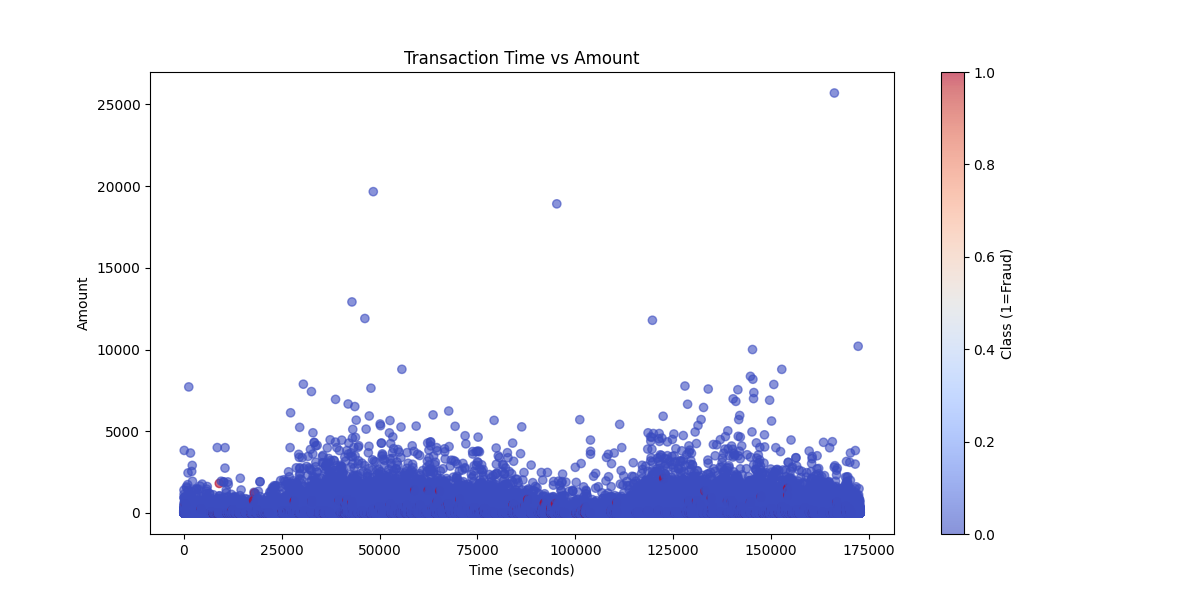 Transaction Time vs Amount
25000
20000
15000
10000
5000
0
Amount
0 25000 50000 75000 100000 125000 150000 175000
Time (seconds)
1.0
0.8
0.6
0.4
0.2
0.0
Class (1=Fraud)